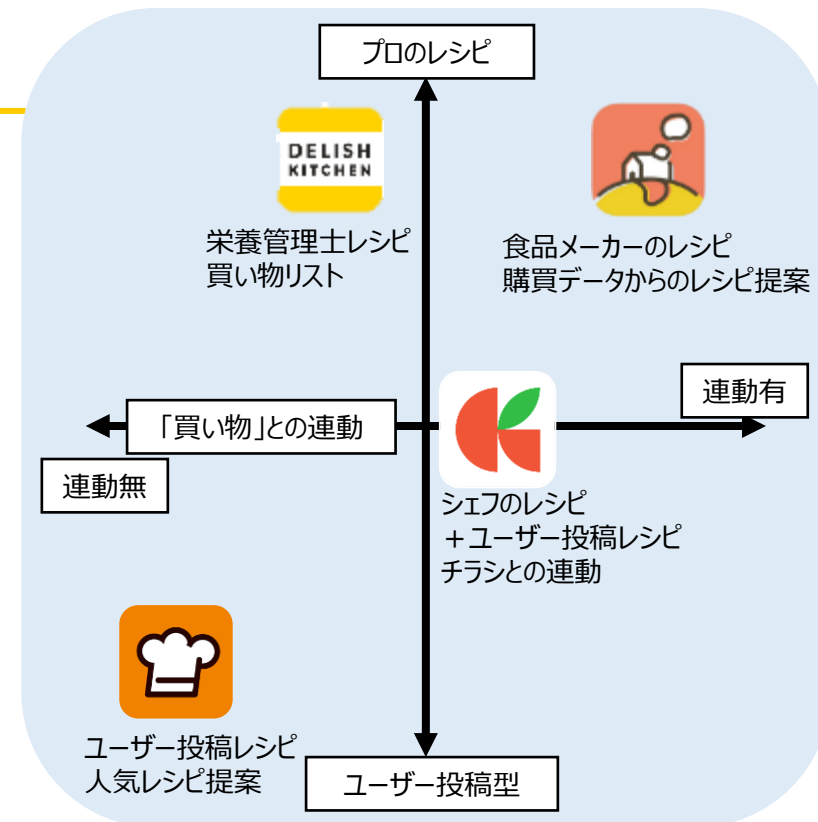 プロのレシピ
DELISH
KITCHEN
栄養管理士レシピ
買い物リスト
食品メーカーのレシピ
購買データからのレシピ提案
連動有
「買い物」との連動
連動無
シェフのレシピ
＋ユーザー投稿レシピ
チラシとの連動
ユーザー投稿レシピ
人気レシピ提案
ユーザー投稿型